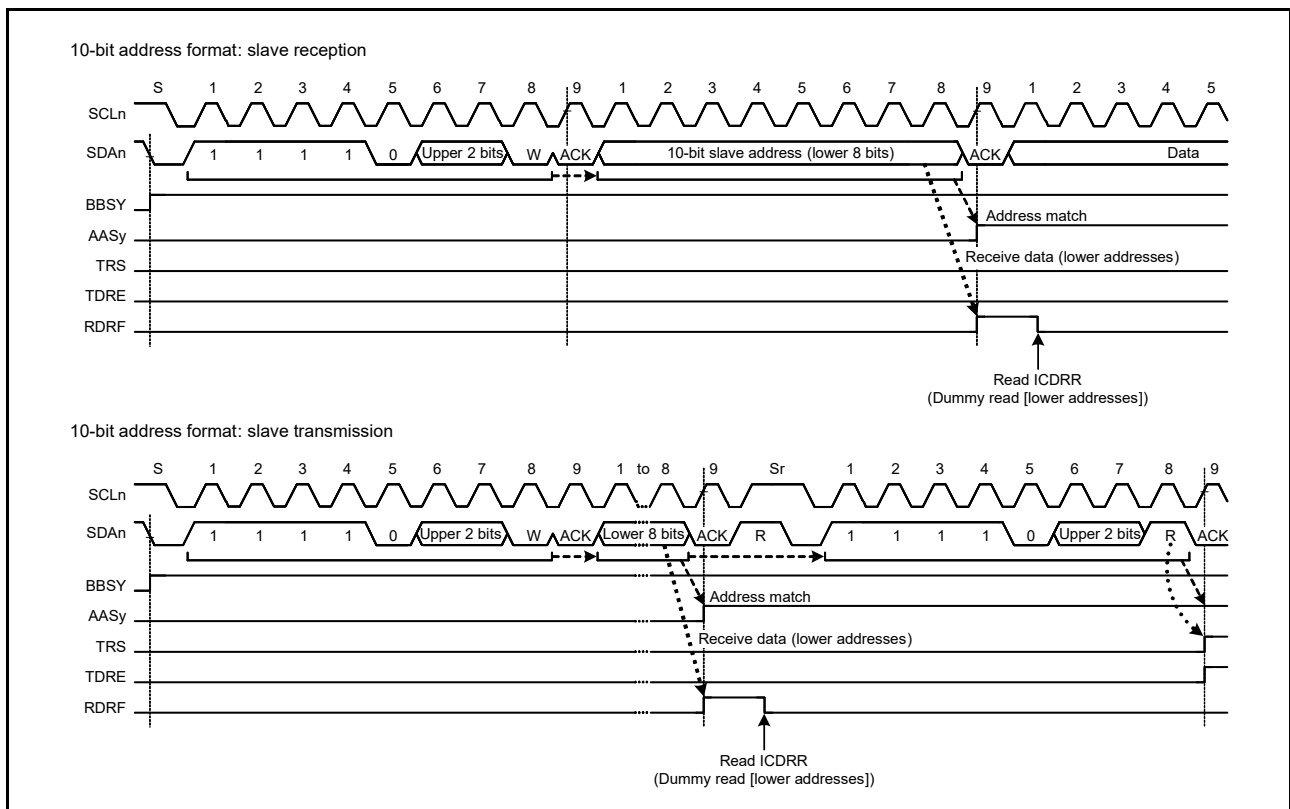 10-bit address format: slave reception
S 1 2 3 4 5 6 7 8 9 1 2 3 4 5 6 7 8 9 1 2 3 4 5
SCLn
SDAn 1 1 1 1 0 Upper 2 bits W ACK 10-bit slave address (lower 8 bits) ACK Data
BBSY
Address match
AASy
Receive data (lower addresses)
TRS
TDRE
RDRF
Read ICDRR
(Dummy read [lower addresses])
10-bit address format: slave transmission
S 1 2 3 4 5 6 7 8 9 1 to 8 9 Sr 1 2 3 4 5 6 7 8 9
SCLn
SDAn 1 1 1 1 0 Upper 2 bits W ACK Lower 8 bits ACK R 1 1 1 1 0 Upper 2 bits R ACK
BBSY
Address match
AASy
Receive data (lower addresses)
TRS
TDRE
RDRF
Read ICDRR
(Dummy read [lower addresses])